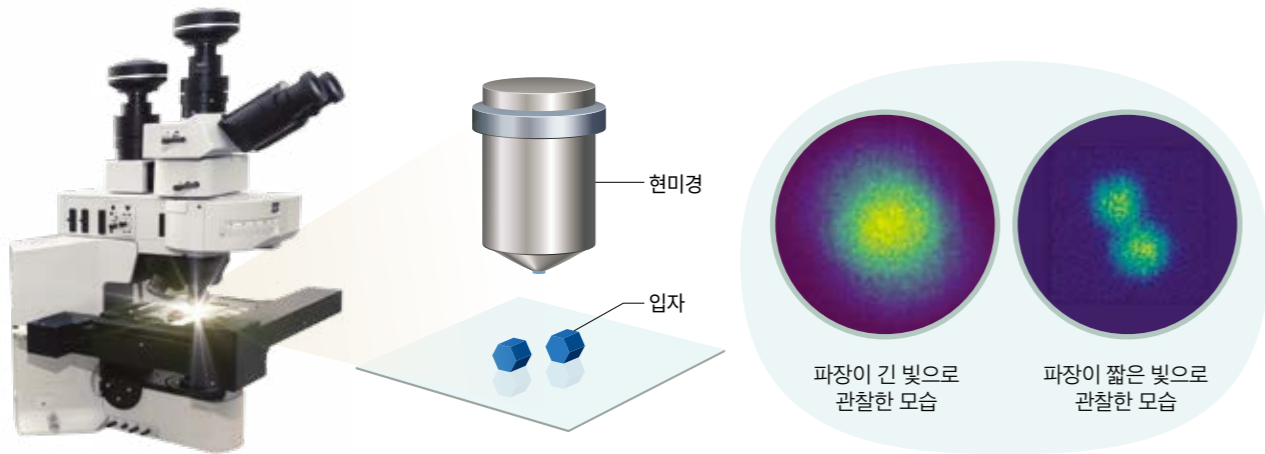 현미경
입자
파장이 긴 빛으로
관찰한 모습
파장이 짧은 빛으로
관찰한 모습